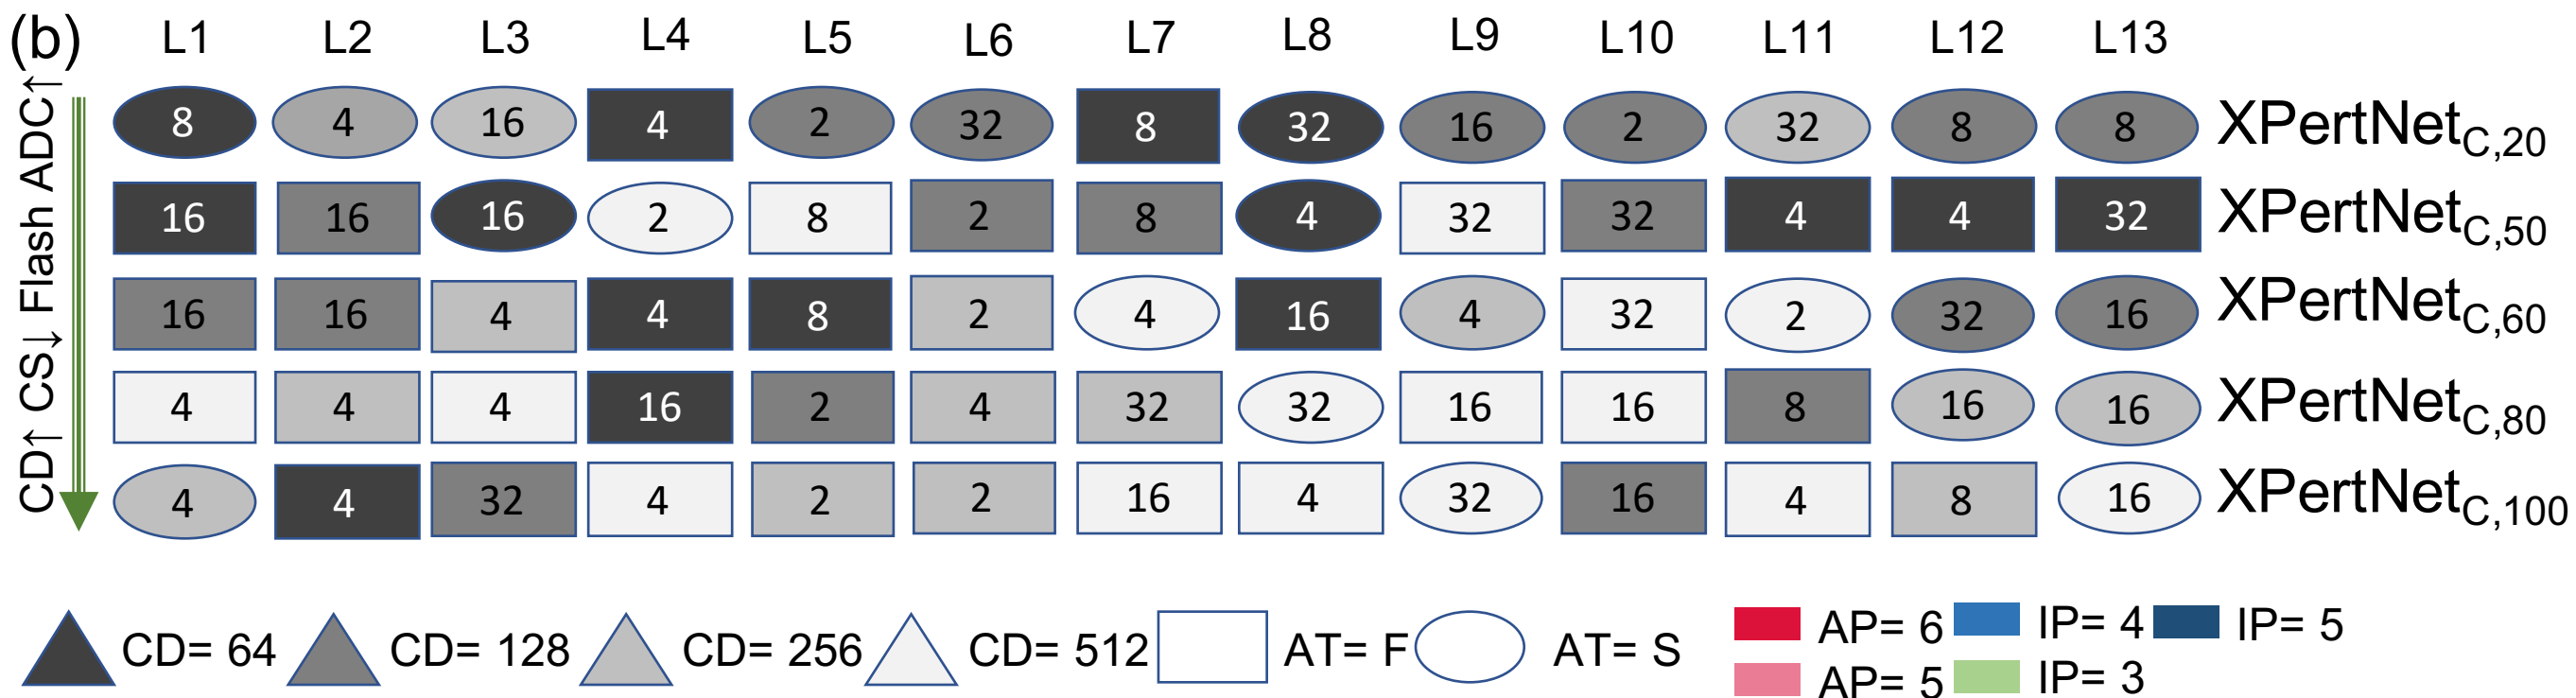 (b) L1 L2 L3 L4 L5 L6 L7 L8 L9 L10 L11 L12 L13
CD↑ CS↓ Flash ADC↑
8 4 16 4 2 32 8 32 16 2 32 8 8 XPertNetC,20
16 16 16 2 8 2 8 4 32 32 4 4 32 XPertNetC,50
16 16 4 4 8 2 4 16 4 32 2 32 16 XPertNetC,60
4 4 4 16 2 4 32 32 16 16 8 16 16 XPertNetC,80
4 4 32 4 2 2 16 4 32 16 4 8 16 XPertNetC,100
CD= 64 CD= 128 CD= 256 CD= 512 AT= F AT= S AP= 6 IP= 4 IP= 5
AP= 5 IP= 3